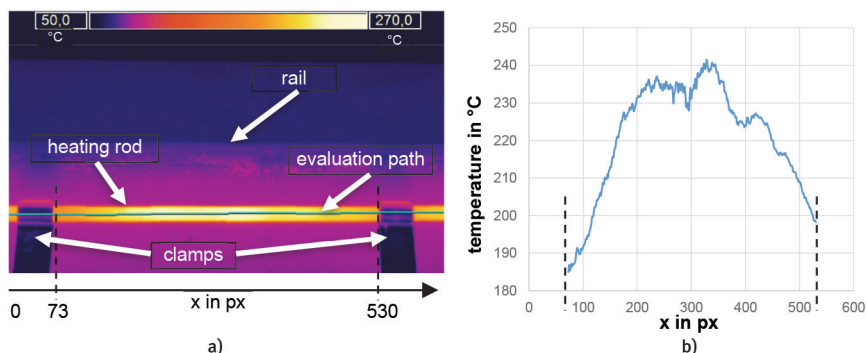 50,0
270,0
°C
°C
rail
heating rod
evaluation path
clamps
0
73
x in px
530
a)
temperature in °C
250
240
230
220
210
200
190
180
0
100
200
300
400
500
600
x in px
b)